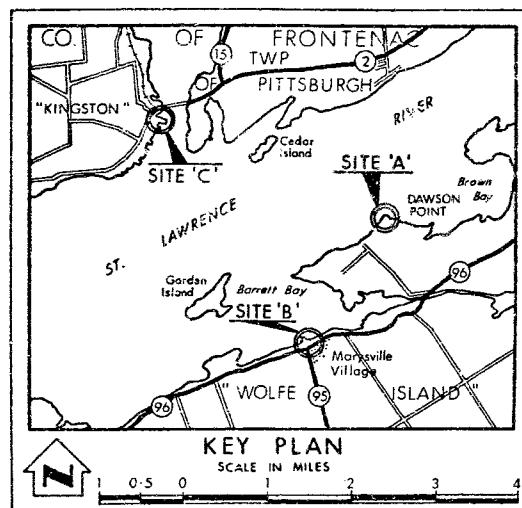 CO. OF FRONTENAC
15
TWP
2
OF PITTSBURGH
"KINGSTON"
RIVER
Cedar
Island
SITE 'C'
SITE 'A'
Brown
Bay
DAWSON
POINT
ST. LAWRENCE
96
Garden
Island
Barrett Bay
SITE 'B'
Marysville
Village
"WOLFE ISLAND"
96
95
KEY PLAN
SCALE IN MILES
N
1 0·5 0 1 2 3 4